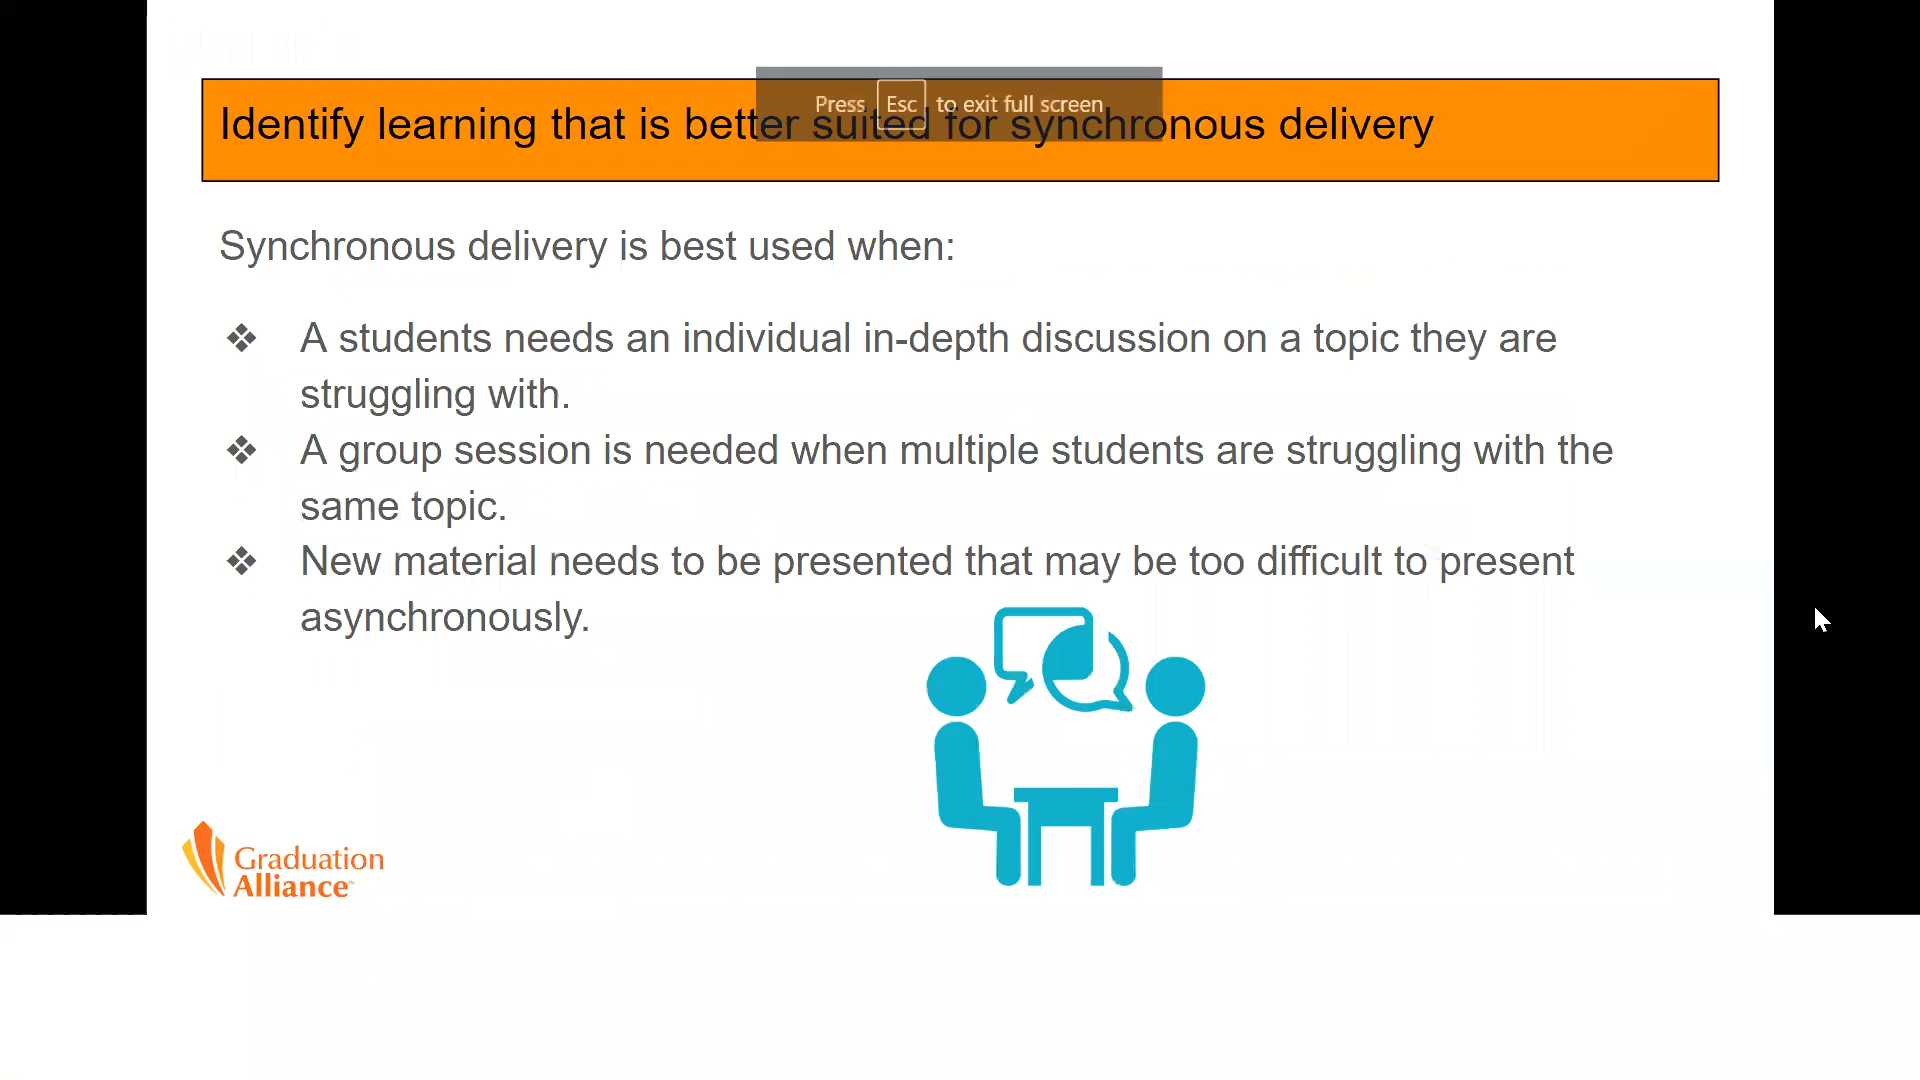 Press Esc to exit full screen
Identify learning that is better suited for synchronous delivery
Synchronous delivery is best used when:
❖ A students needs an individual in-depth discussion on a topic they are
struggling with.
❖ A group session is needed when multiple students are struggling with the
same topic.
❖ New material needs to be presented that may be too difficult to present
asynchronously.
Graduation
Alliance™